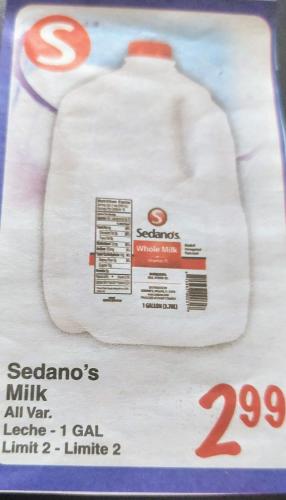 S
S
Sedano's
Whole Milk
Vitamin D
1 GALLON (3.78L)
Sedano's
Milk
All Var.
Leche - 1 GAL
Limit 2 - Limite 2
2 99